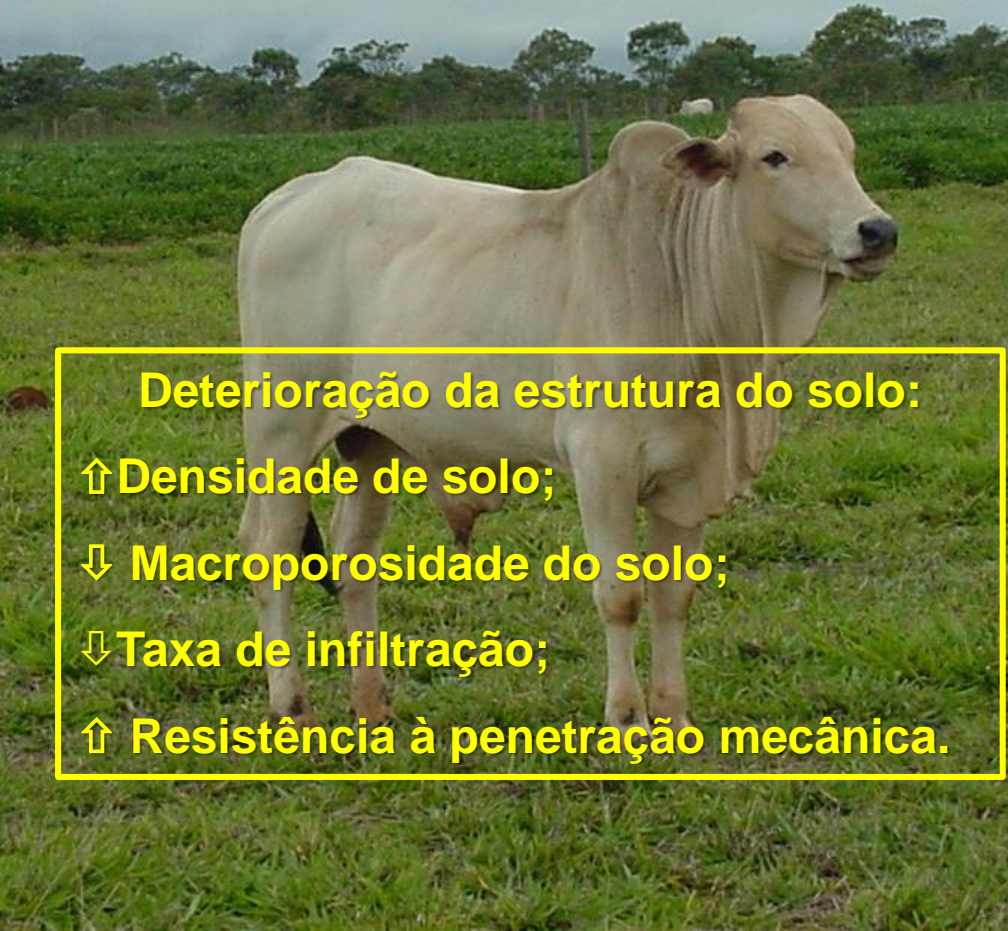 Deterioração da estrutura do solo:
⇧Densidade de solo;
⇩ Macroporosidade do solo;
⇩Taxa de infiltração;
⇧ Resistência à penetração mecânica.